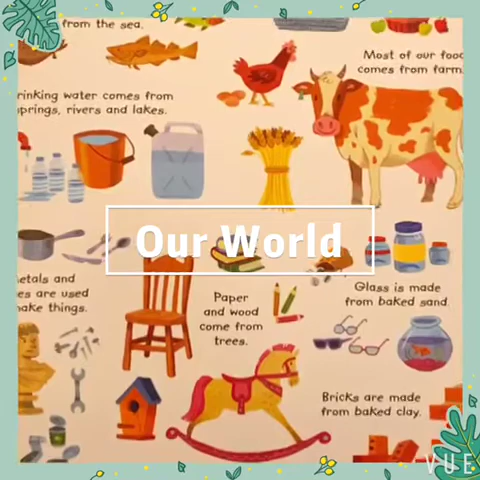 from the sea.
Most of our food
comes from farm
rinking water comes from
springs, rivers and lakes.
Our World
etals and
es are used
make things.
Paper
and wood
come from
trees.
Glass is made
from baked sand.
Bricks are made
from baked clay.
VUE